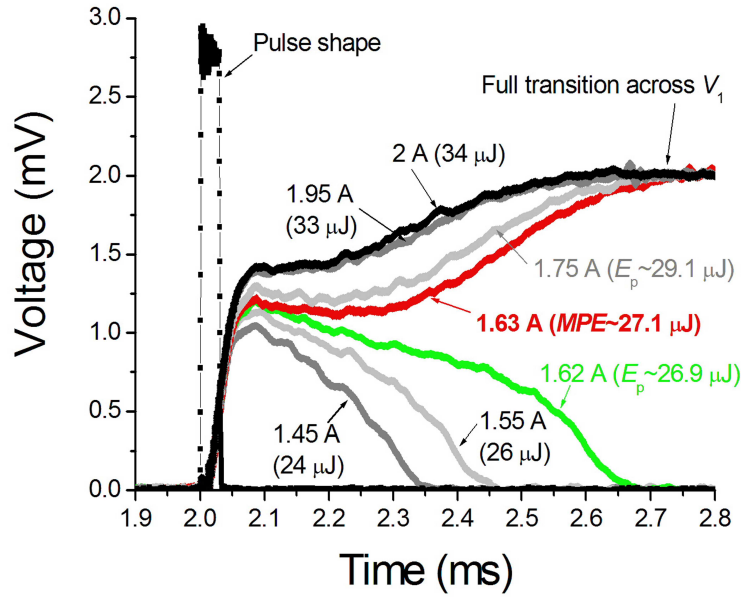 3.0
2.5
2.0
1.5
1.0
0.5
0.0
Voltage (mV)
Pulse shape
Full transition across V₁
2 A (34 μJ)
1.95 A
(33 μJ)
1.75 A (Eₚ~29.1 μJ)
1.63 A (MPE~27.1 μJ)
1.62 A (Eₚ~26.9 μJ)
1.45 A
(24 μJ)
1.55 A
(26 μJ)
1.9 2.0 2.1 2.2 2.3 2.4 2.5 2.6 2.7 2.8
Time (ms)